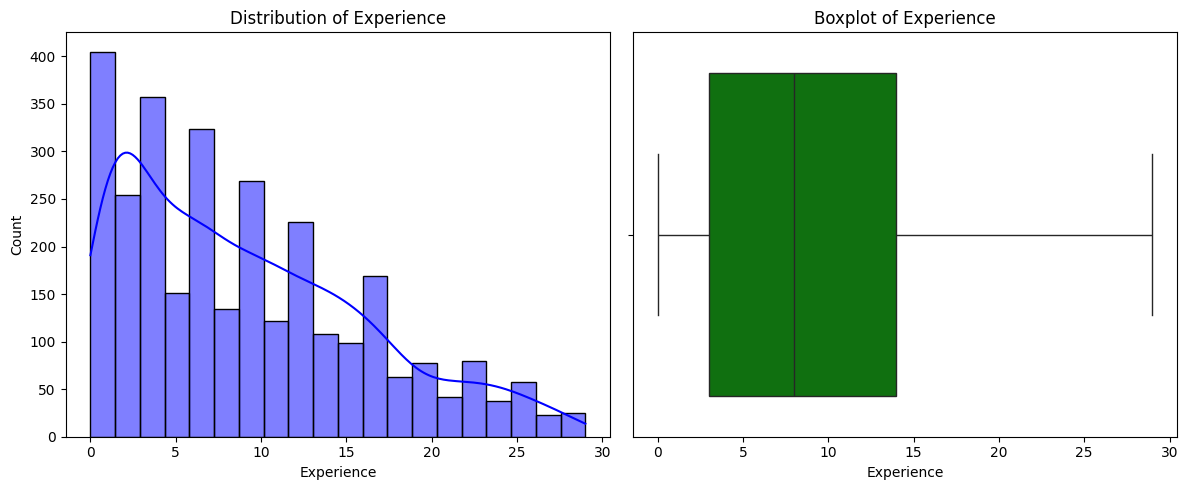 Distribution of Experience
Boxplot of Experience
400
350
300
250
200
150
100
50
0
Count
0 5 10 15 20 25 30
Experience
0 5 10 15 20 25 30
Experience